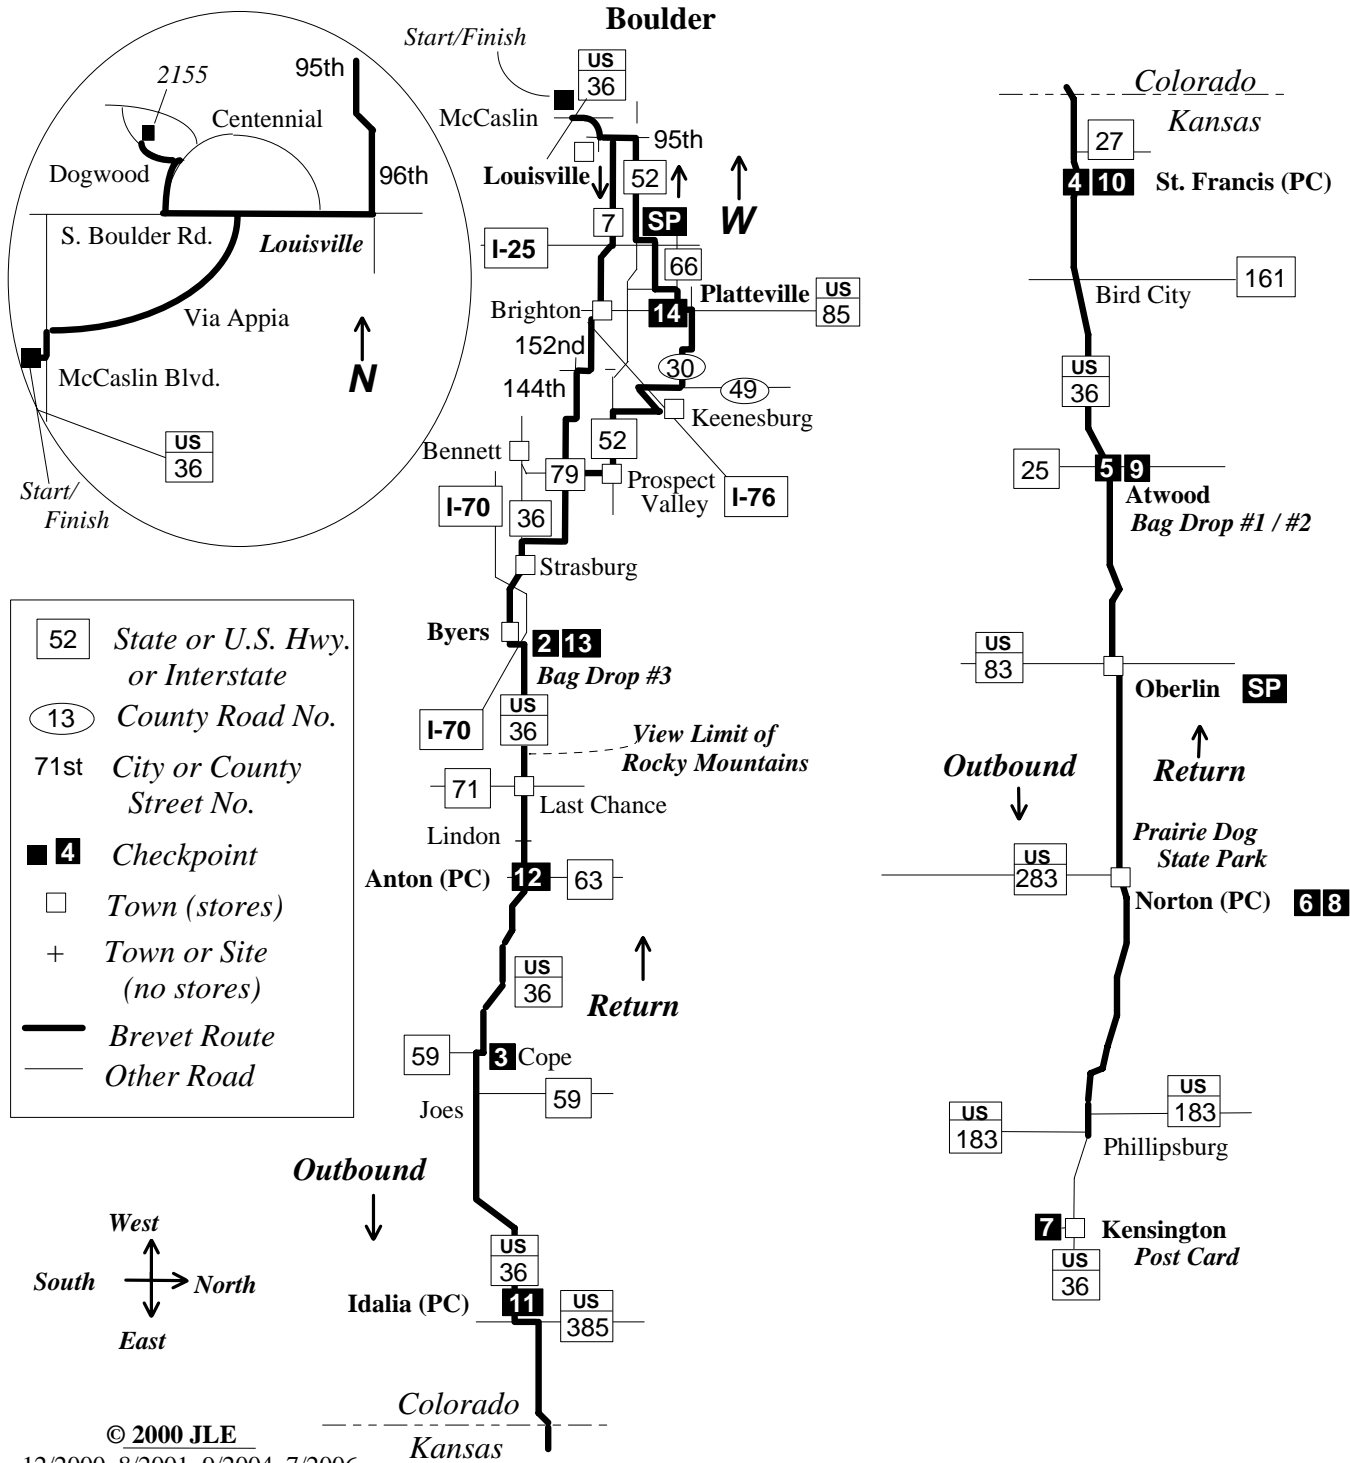 Boulder
Start/Finish
US
36
McCaslin
95th
Louisville
52
7
SP
W
I-25
66
Platteville
US
85
Brighton
14
152nd
30
144th
49
Keenesburg
52
Bennett
79
Prospect
Valley
I-76
I-70
36
Strasburg
Byers
2 13
Bag Drop #3
US
36
I-70
View Limit of
Rocky Mountains
71
Last Chance
Lindon
Anton (PC)
12
63
US
36
Return
59
3
Cope
59
Joes
Outbound
US
36
Idalia (PC)
11
US
385
Colorado
Kansas
2155
95th
Centennial
Dogwood
96th
S. Boulder Rd.
Louisville
Via Appia
McCaslin Blvd.
N
US
36
Start/
Finish
52
State or U.S. Hwy.
or Interstate
13
County Road No.
71st
City or County
Street No.
4
Checkpoint
Town (stores)
Town or Site
(no stores)
Brevet Route
Other Road
West
South
North
East
© 2000 JLE
12/2000, 8/2001, 9/2004, 7/2006
Colorado
Kansas
27
4 10
St. Francis (PC)
161
Bird City
US
36
25
5 9
Atwood
Bag Drop #1 / #2
US
83
Oberlin
SP
Outbound
Return
Prairie Dog
State Park
US
283
Norton (PC)
6 8
US
183
US
183
Phillipsburg
7
Kensington
Post Card
US
36